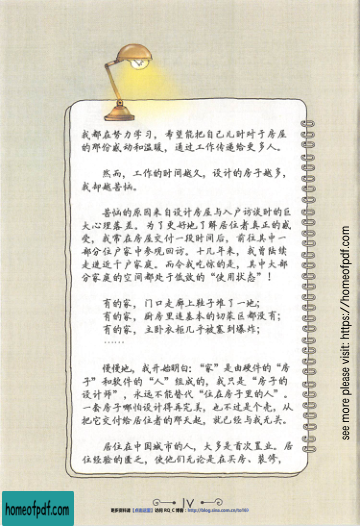 我都在努力学习，希望能把自己儿时对于房屋
的那份感动和温暖，通过工作传递给更多人。
然而，工作的时间越久，设计的房子越多，
我却越苦恼。
苦恼的原因来自设计房屋与入户访谈时的巨
大心理落差。为了更好地了解居住者真正的感
受，我常在房屋交付一段时间后，前往其中一
部分住户家中参观回访。十几年来，我曾陆续
走进近千户家庭。而令我吃惊的是，其中大部
分家庭的空间都处于低效的“使用状态”！
有的家，门口走廊上鞋子堆了一地；
有的家，厨房里连基本的切菜区都没有；
有的家，主卧衣柜几乎被塞到爆炸；
……
慢慢地，我开始明白：“家”是由硬件的“房
子”和软件的“人”组成的，我只是“房子的
设计师”，永远不能替代“住在房子里的人”。
一套房子哪怕设计得再完美，也不过是个壳，从
把它交付给居住者的那天起，就已经与我无关。
居住在中国城市的人，大多是首次置业。居
住经验的匮乏，使他们无论是在买房、装修，
IV
see more please visit: https://homeofpdf.com
homeofpdf.com